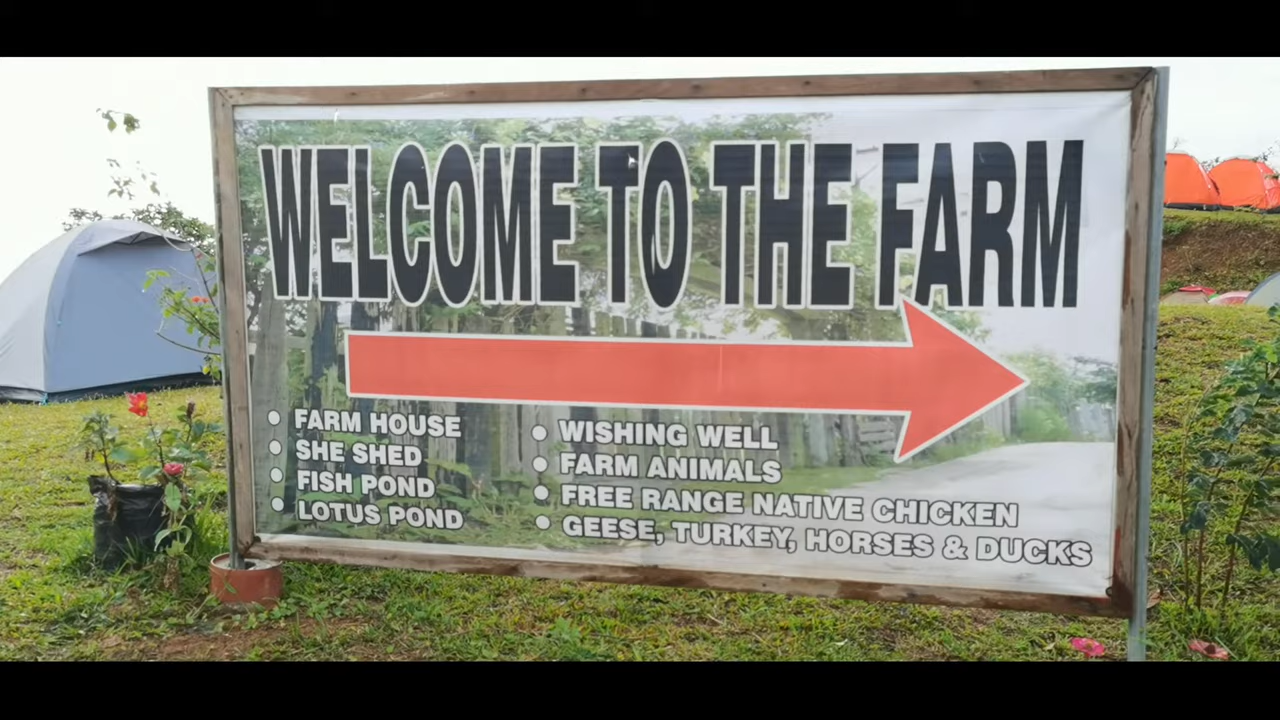 WELCOME TO THE FARM
• FARM HOUSE
• SHE SHED
• FISH POND
• LOTUS POND
• WISHING WELL
• FARM ANIMALS
• FREE RANGE NATIVE CHICKEN
• GEESE, TURKEY, HORSES & DUCKS